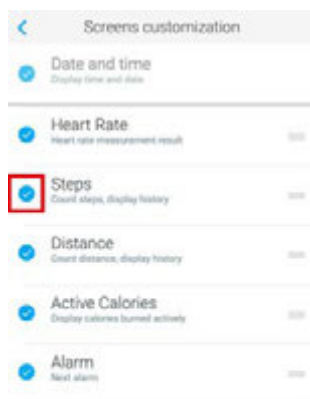 Screens customization
Date and time
Display time and date
Heart Rate
Heart rate measurement result
Steps
Count steps, display history
Distance
Count distance, display history
Active Calories
Display calories burned actively
Alarm
Next alarm